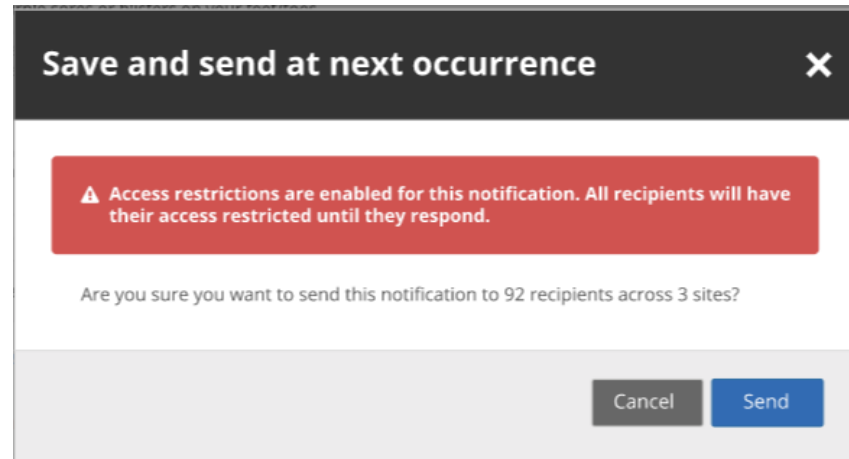 Save and send at next occurrence
Access restrictions are enabled for this notification. All recipients will have
their access restricted until they respond.
Are you sure you want to send this notification to 92 recipients across 3 sites?
Cancel Send